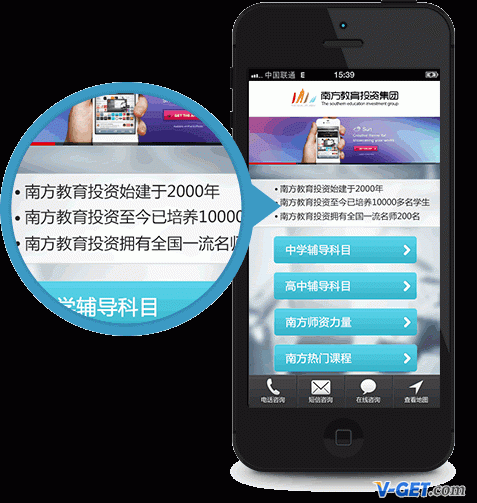 中国联通 E 15:39
南方教育投资集团
The southern education investment group
Sun
• 南方教育投资始建于2000年
• 南方教育投资至今已培养10000多名学生
• 南方教育投资拥有全国一流名师200名
中学辅导科目
高中辅导科目
南方师资力量
南方热门课程
电话咨询 短信咨询 在线咨询 查看地图
• 南方教育投资始建于2000年
• 南方教育投资至今已培养10000
• 南方教育投资拥有全国一流名师
学辅导科目
V-GET.com